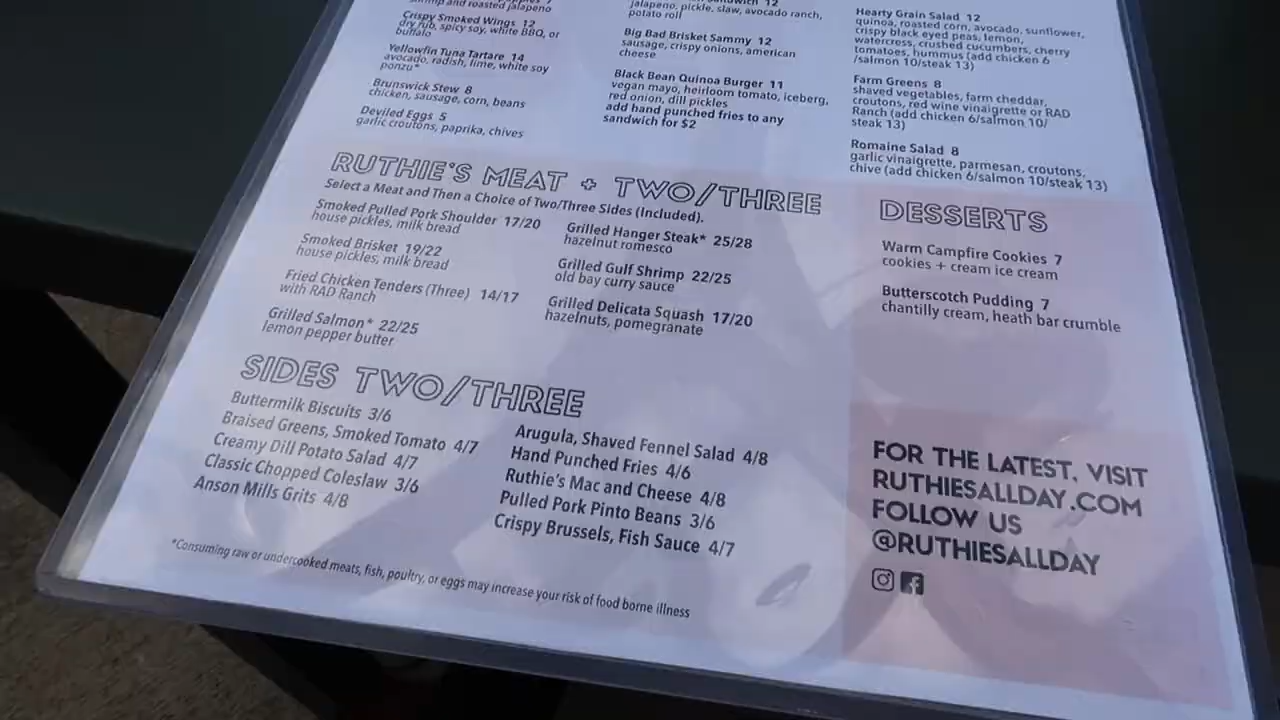 shrimp and roasted jalapeno
Crispy Smoked Wings 12
dry rub, spicy soy, white BBQ, or
buffalo
Yellowfin Tuna Tartare 14
avocado, radish, lime, white soy
ponzu*
Brunswick Stew 8
chicken, sausage, corn, beans
Deviled Eggs 5
garlic croutons, paprika, chives
12
jalapeno, pickle, slaw, avocado ranch,
potato roll
Big Bad Brisket Sammy 12
sausage, crispy onions, american
cheese
Black Bean Quinoa Burger 11
vegan mayo, heirloom tomato, iceberg,
red onion, dill pickles
add hand punched fries to any
sandwich for $2
Hearty Grain Salad 12
quinoa, roasted corn, avocado, sunflower,
crispy black eyed peas, lemon,
watercress, crushed cucumbers, cherry
tomatoes, hummus (add chicken 6
/salmon 10/steak 13)
Farm Greens 8
shaved vegetables, farm cheddar,
croutons, red wine vinaigrette or RAD
Ranch (add chicken 6/salmon 10/
steak 13)
Romaine Salad 8
garlic vinaigrette, parmesan, croutons,
chive (add chicken 6/salmon 10/steak 13)
RUTHIE'S MEAT + TWO/THREE
Select a Meat and Then a Choice of Two/Three Sides (Included).
Smoked Pulled Pork Shoulder 17/20
house pickles, milk bread
Smoked Brisket 19/22
house pickles, milk bread
Fried Chicken Tenders (Three) 14/17
with RAD Ranch
Grilled Salmon* 22/25
lemon pepper butter
Grilled Hanger Steak* 25/28
hazelnut romesco
Grilled Gulf Shrimp 22/25
old bay curry sauce
Grilled Delicata Squash 17/20
hazelnuts, pomegranate
DESSERTS
Warm Campfire Cookies 7
cookies + cream ice cream
Butterscotch Pudding 7
chantilly cream, heath bar crumble
SIDES TWO/THREE
Buttermilk Biscuits 3/6
Braised Greens, Smoked Tomato 4/7
Creamy Dill Potato Salad 4/7
Classic Chopped Coleslaw 3/6
Anson Mills Grits 4/8
Arugula, Shaved Fennel Salad 4/8
Hand Punched Fries 4/6
Ruthie's Mac and Cheese 4/8
Pulled Pork Pinto Beans 3/6
Crispy Brussels, Fish Sauce 4/7
*Consuming raw or undercooked meats, fish, poultry, or eggs may increase your risk of food borne illness
FOR THE LATEST, VISIT
RUTHIESALLDAY.COM
FOLLOW US
@RUTHIESALLDAY